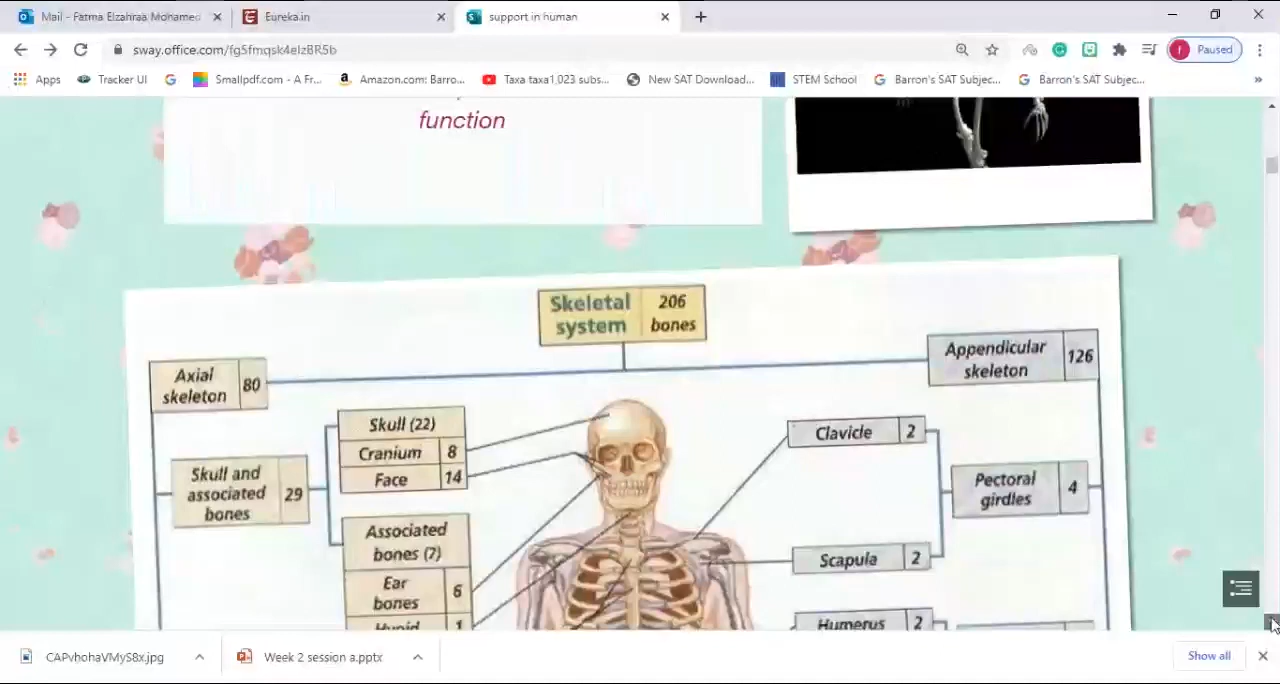 Mail - Fatma Elzahraa Mohamed
Eureka.in
support in human
sway.office.com/fg5fmqsk4elzBR5b
Paused
Apps
Tracker UI
Smallpdf.com - A Fr...
Amazon.com: Barro...
Taxa taxa1,023 subs...
New SAT Download...
STEM School
Barron's SAT Subjec...
Barron's SAT Subjec...
function
Skeletal system
206 bones
Axial skeleton
80
Appendicular skeleton
126
Skull and associated bones
29
Skull (22)
Cranium 8
Face 14
Associated bones (7)
Ear bones 6
Hyoid 1
Clavicle 2
Scapula 2
Pectoral girdles
4
Humerus 2
CAPvhohaVMyS8x.jpg
Week 2 session a.pptx
Show all